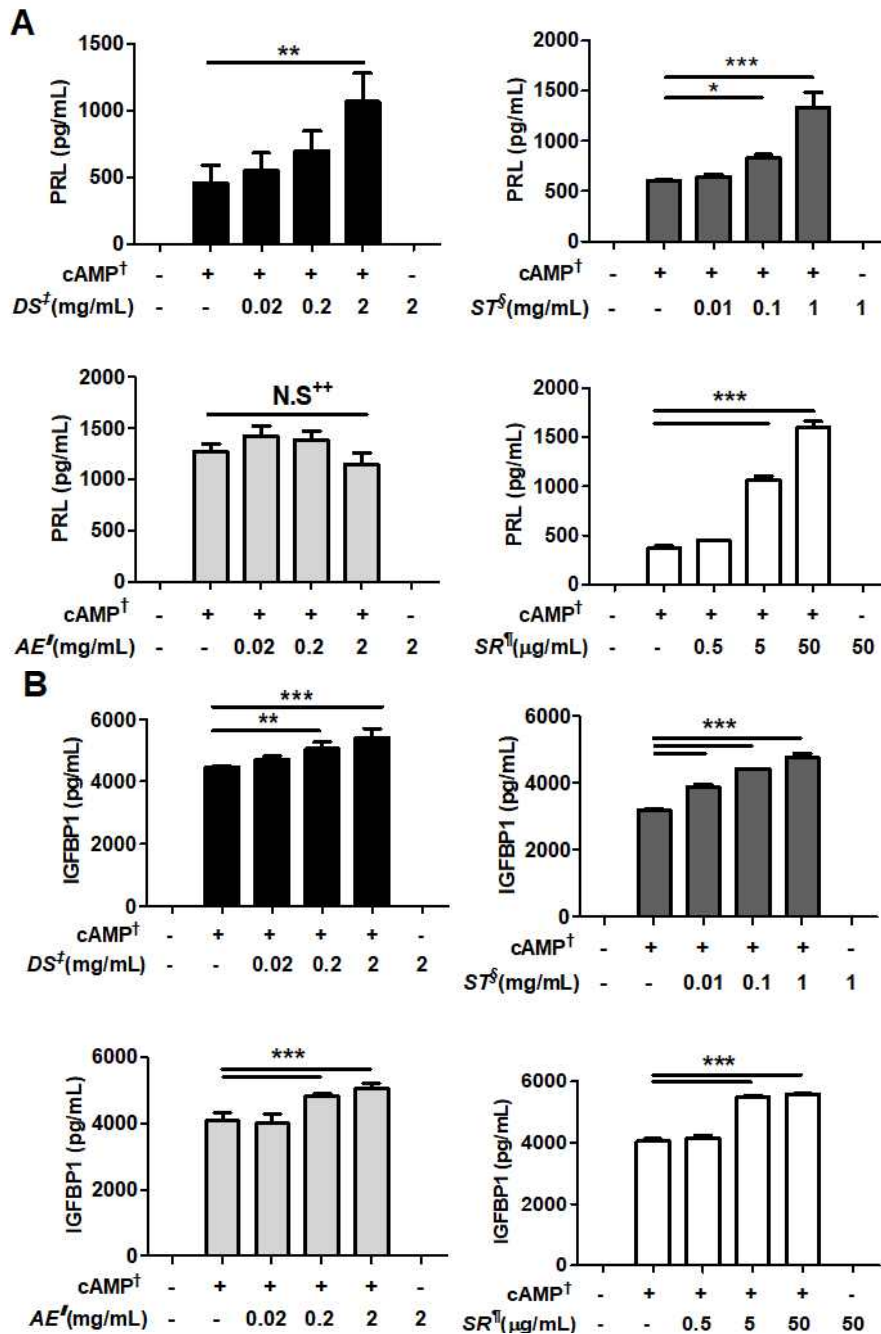 A
**
***
*
PRL (pg/mL)
1500
1000
500
0
PRL (pg/mL)
2000
1500
1000
500
0
cAMP† - + + + + -
DS‡(mg/mL) - - 0.02 0.2 2 2
cAMP† - + + + + -
ST§(mg/mL) - - 0.01 0.1 1 1
N.S++
***
PRL (pg/mL)
2000
1500
1000
500
0
PRL (pg/mL)
2000
1500
1000
500
0
cAMP† - + + + + -
AE(mg/mL) - - 0.02 0.2 2 2
cAMP† - + + + + -
SR¶(µg/mL) - - 0.5 5 50 50
B
***
**
***
IGFBP1 (pg/mL)
6000
4000
2000
0
IGFBP1 (pg/mL)
6000
4000
2000
0
cAMP† - + + + + -
DS‡(mg/mL) - - 0.02 0.2 2 2
cAMP† - + + + + -
ST§(mg/mL) - - 0.01 0.1 1 1
***
***
IGFBP1 (pg/mL)
6000
4000
2000
0
IGFBP1 (pg/mL)
6000
4000
2000
0
cAMP† - + + + + -
AE(mg/mL) - - 0.02 0.2 2 2
cAMP† - + + + + -
SR¶(µg/mL) - - 0.5 5 50 50